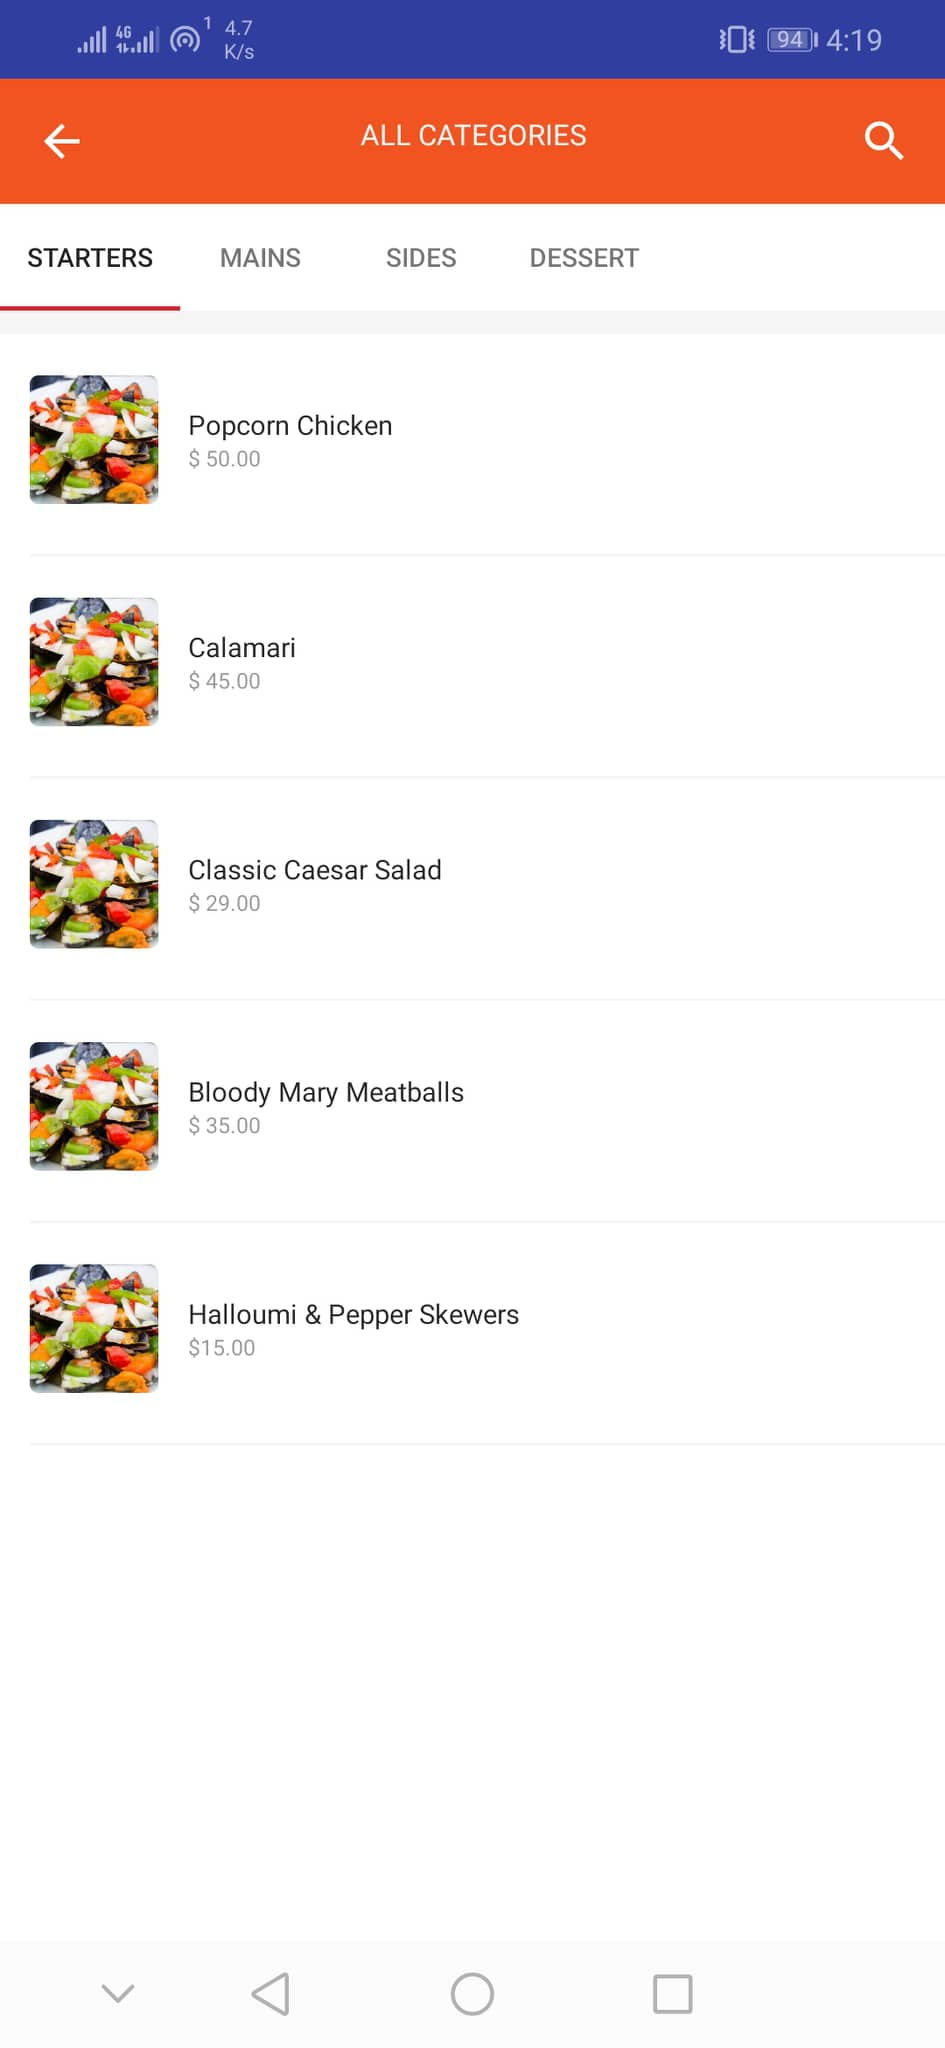 4G
1
4.7
K/s
94
4:19
ALL CATEGORIES
STARTERS MAINS SIDES DESSERT
Popcorn Chicken
$ 50.00
Calamari
$ 45.00
Classic Caesar Salad
$ 29.00
Bloody Mary Meatballs
$ 35.00
Halloumi & Pepper Skewers
$15.00